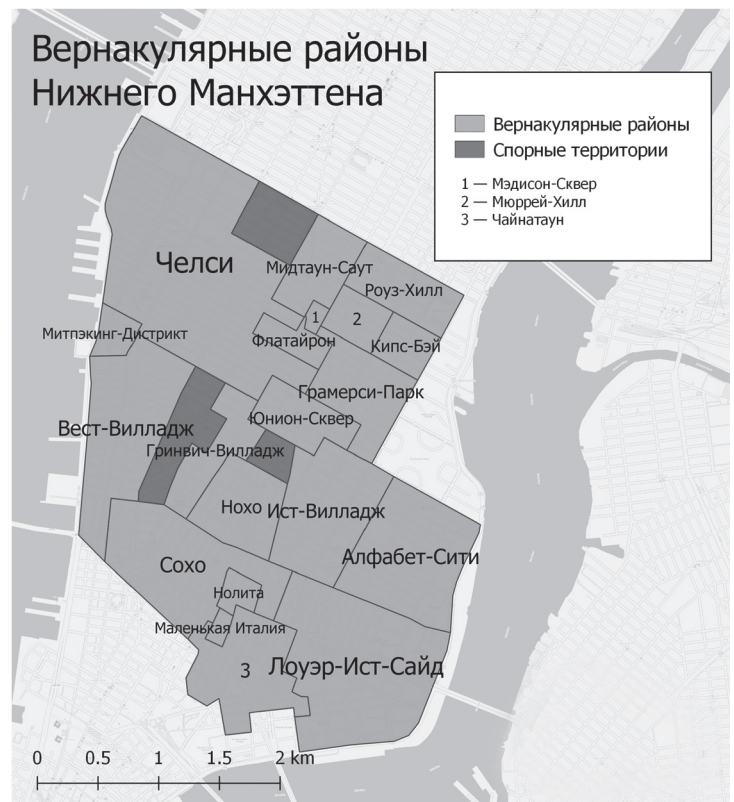 Вернакулярные районы
Нижнего Манхэттена
Вернакулярные районы
Спорные территории
1 — Мэдисон-Сквер
2 — Мюррей-Хилл
3 — Чайнатаун
Челси
Мидтаун-Саут
Роуз-Хилл
1
2
Митпэкинг-Дистрикт
Флатайрон
Кипс-Бэй
Грамерси-Парк
Юнион-Сквер
Вест-Вилладж
Гринвич-Вилладж
Нохо
Ист-Вилладж
Алфабет-Сити
Сохо
Нолита
Маленькая Италия
3
Лоуэр-Ист-Сайд
0 0.5 1 1.5 2 km